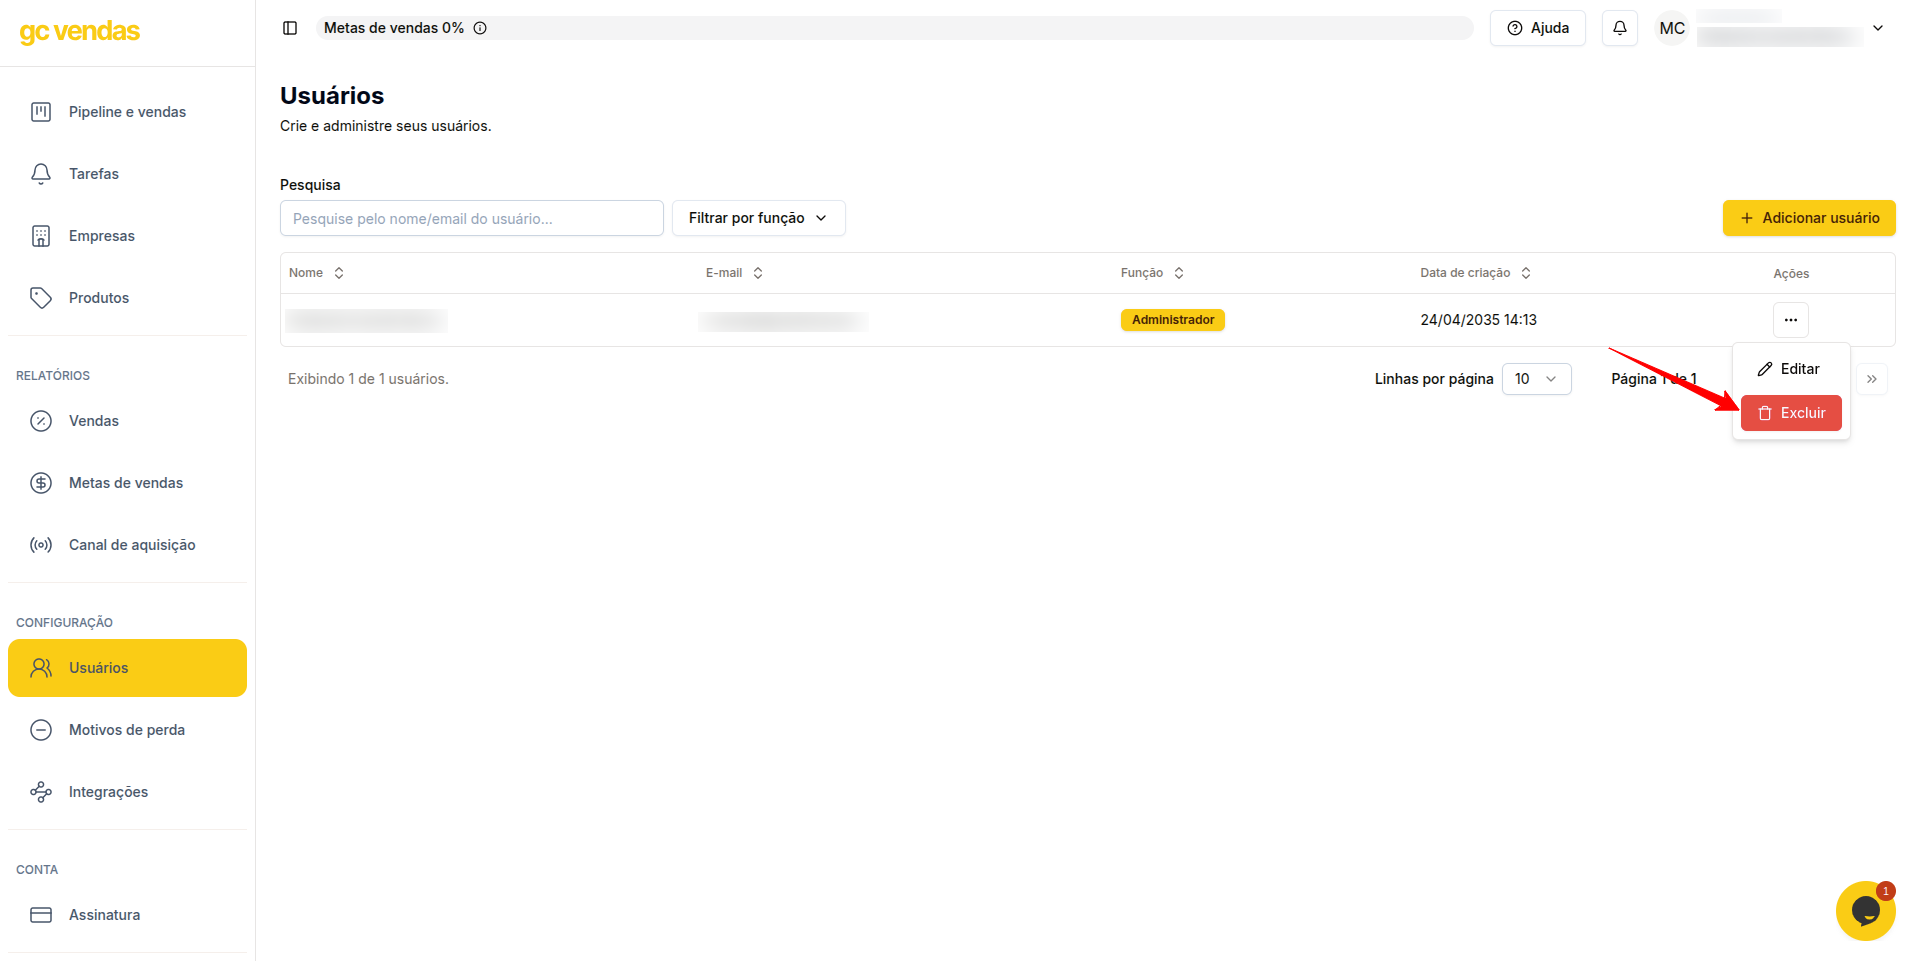 gc vendas
Metas de vendas 0%
Ajuda
MC
Pipeline e vendas
Tarefas
Empresas
Produtos
RELATÓRIOS
Vendas
Metas de vendas
Canal de aquisição
CONFIGURAÇÃO
Usuários
Motivos de perda
Integrações
CONTA
Assinatura
Usuários
Crie e administre seus usuários.
Pesquisa
Pesquise pelo nome/email do usuário...
Filtrar por função
Adicionar usuário
Nome E-mail Função Data de criação Ações
Administrador 24/04/2035 14:13
Exibindo 1 de 1 usuários.
Linhas por página 10 Página 1 de 1
Editar
Excluir
1